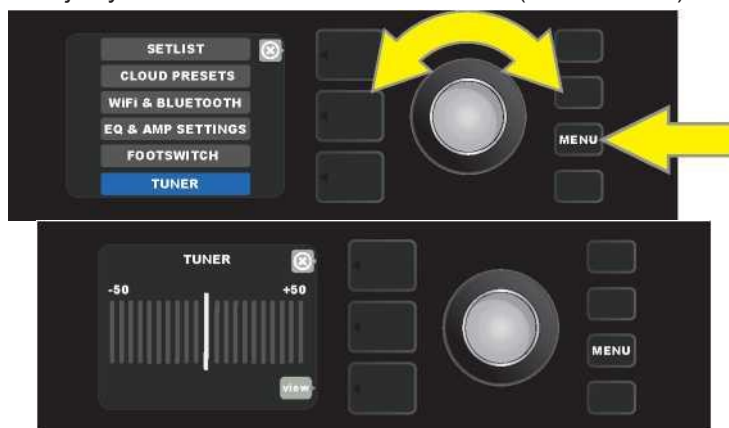 SETLIST
CLOUD PRESETS
WiFi & BLUETOOTH
EQ & AMP SETTINGS
FOOTSWITCH
TUNER
MENU
TUNER
-50 +50
view
MENU